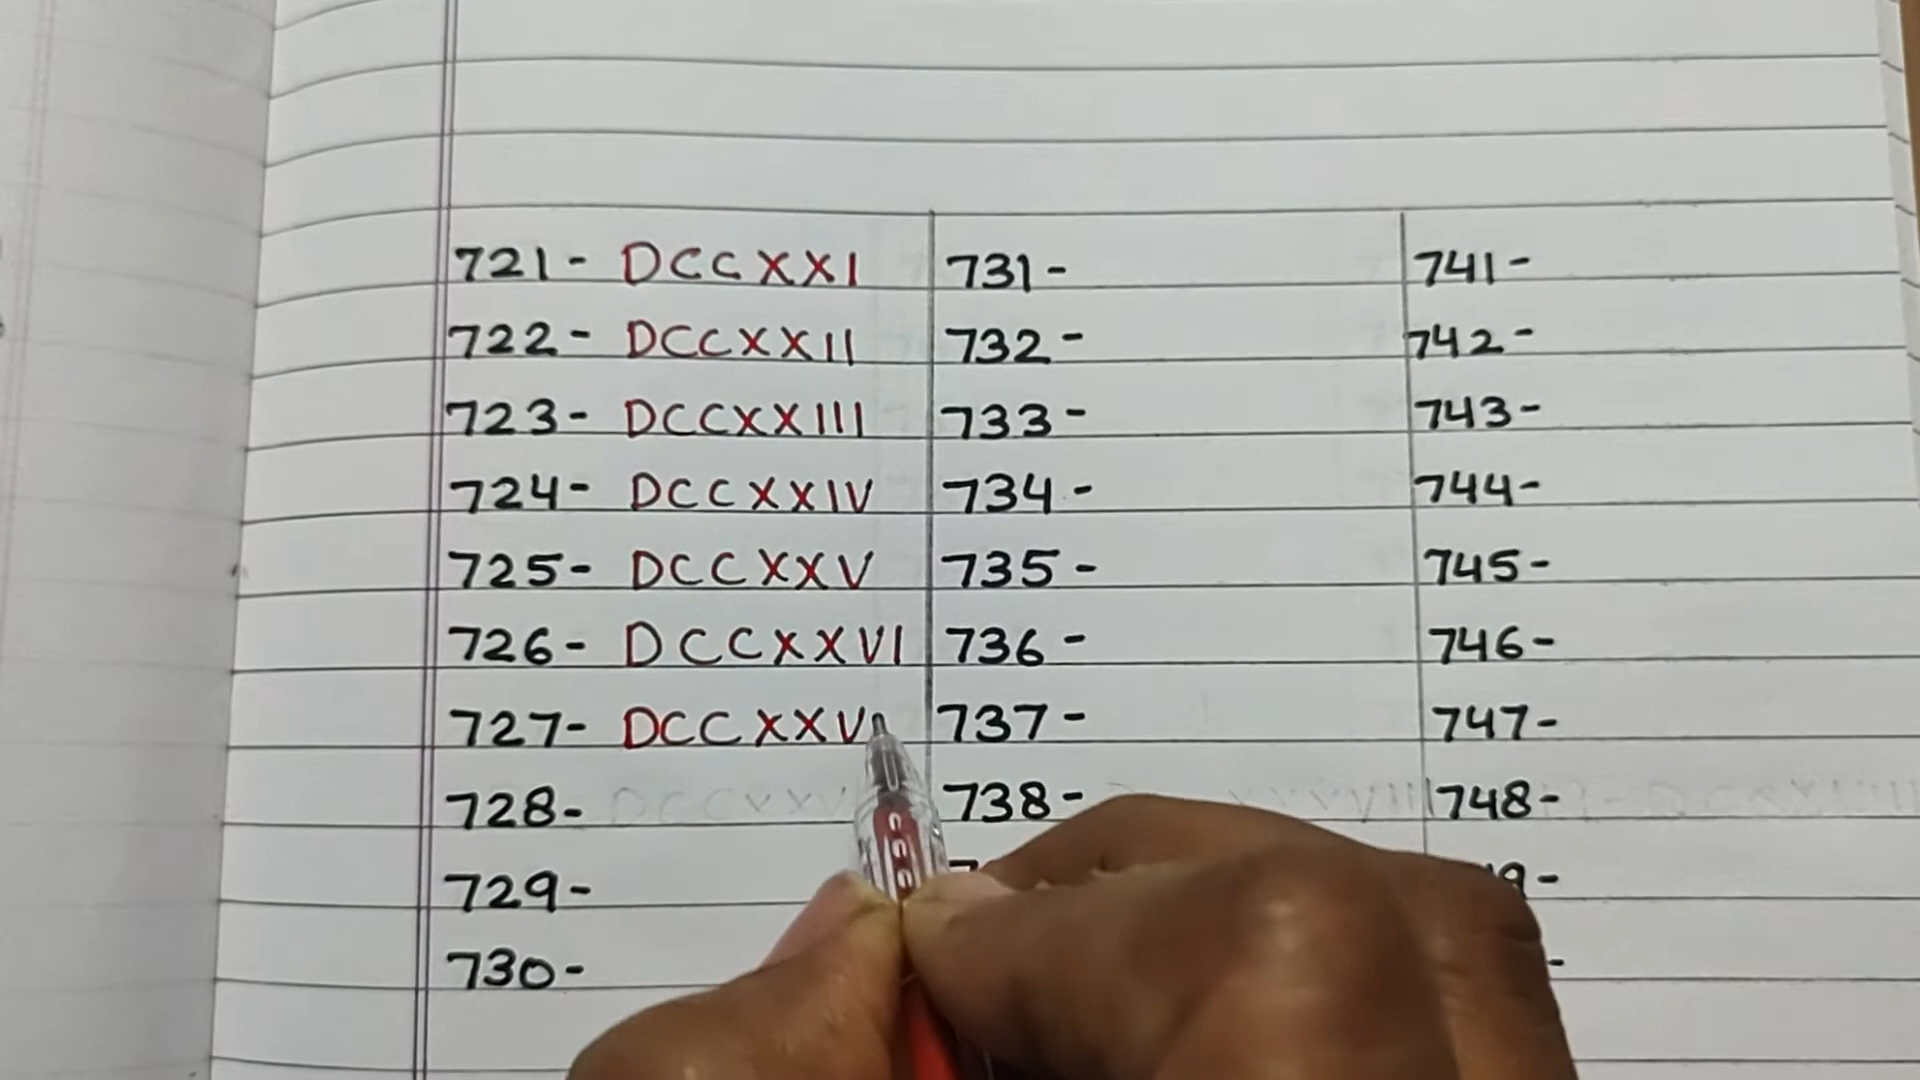 721- DCCXXI
722- DCCXXII
723- DCCXXIII
724- DCCXXIV
725- DCCXXV
726- DCCXXVI
727- DCCXXV
728-
729-
730-
731-
732-
733-
734-
735-
736-
737-
738-
741-
742-
743-
744-
745-
746-
747-
748-